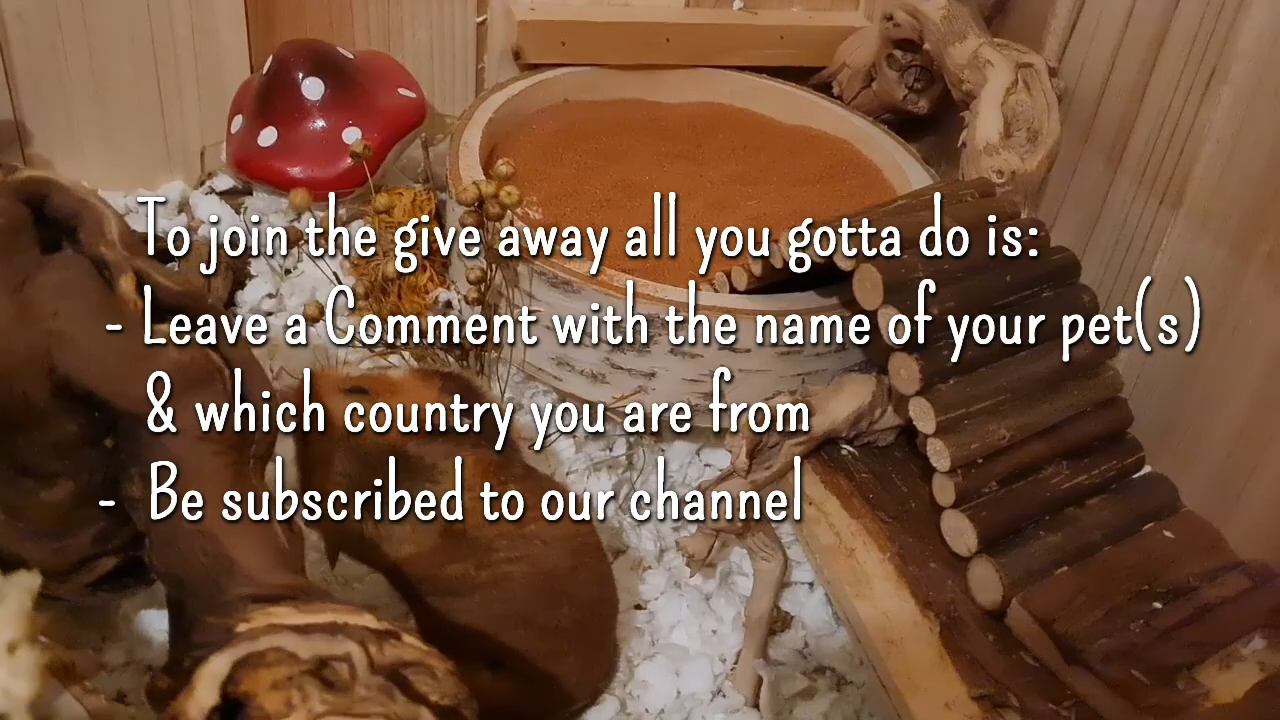 To join the give away all you gotta do is:
- Leave a Comment with the name of your pet(s)
& which country you are from
- Be subscribed to our channel